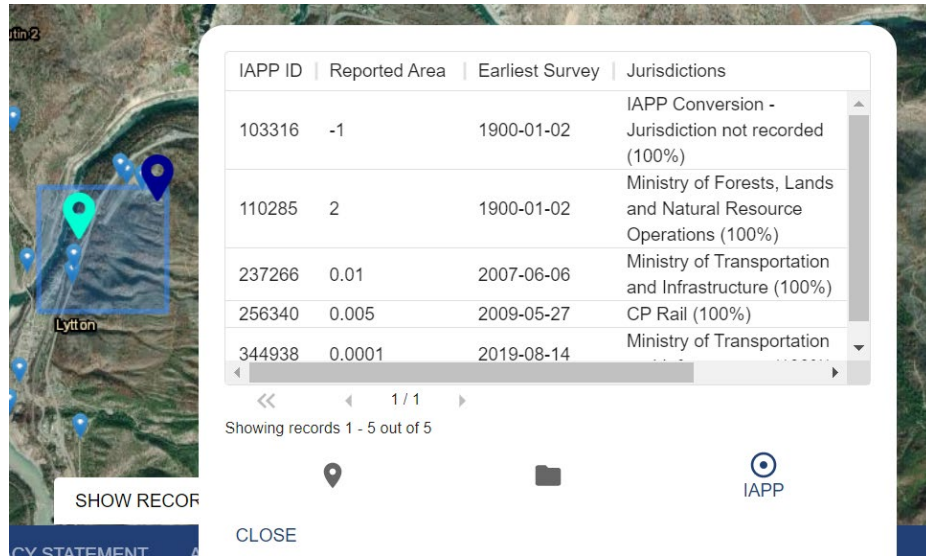 utin 2
IAPP ID Reported Area Earliest Survey Jurisdictions
103316 -1 1900-01-02 IAPP Conversion -
Jurisdiction not recorded
(100%)
110285 2 1900-01-02 Ministry of Forests, Lands
and Natural Resource
Operations (100%)
237266 0.01 2007-06-06 Ministry of Transportation
and Infrastructure (100%)
256340 0.005 2009-05-27 CP Rail (100%)
344938 0.0001 2019-08-14 Ministry of Transportation
Lytton
1 / 1
Showing records 1 - 5 out of 5
IAPP
SHOW RECOR
CLOSE
CY STATEMENT A